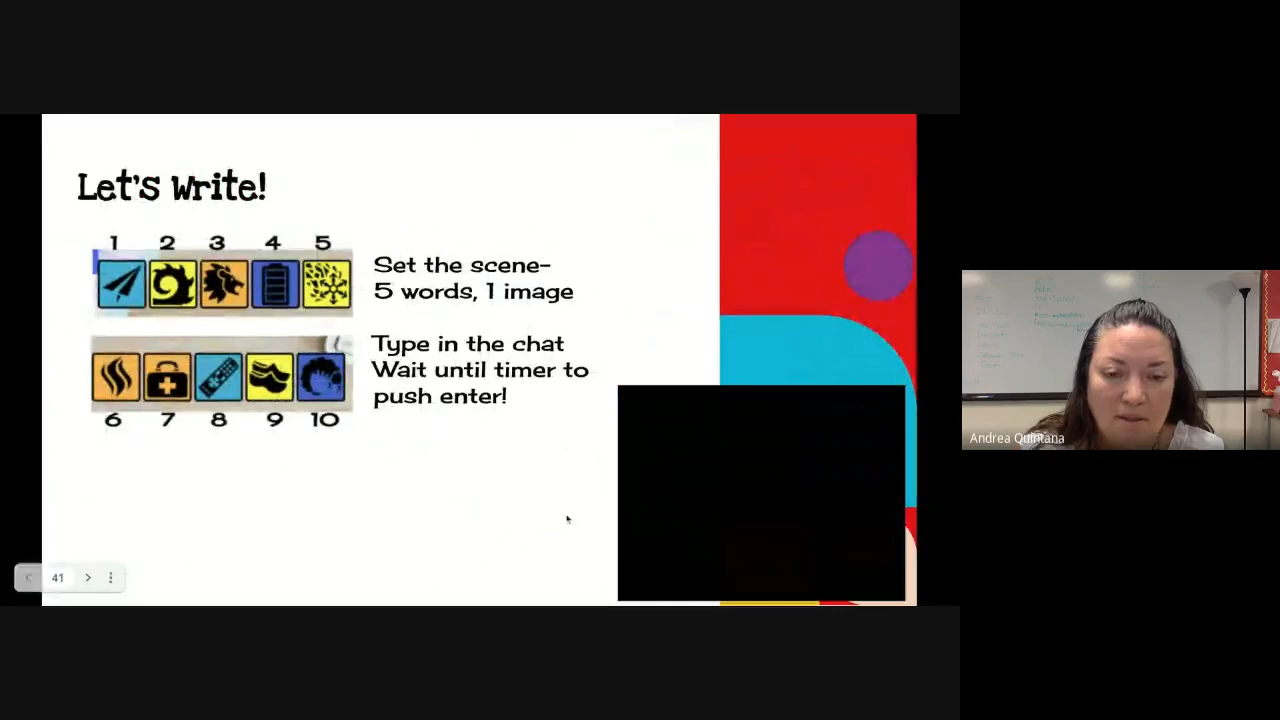 Let's Write!
1 2 3 4 5
Set the scene-
5 words, 1 image
Type in the chat
Wait until timer to
push enter!
6 7 8 9 10
41
Andrea Quintana